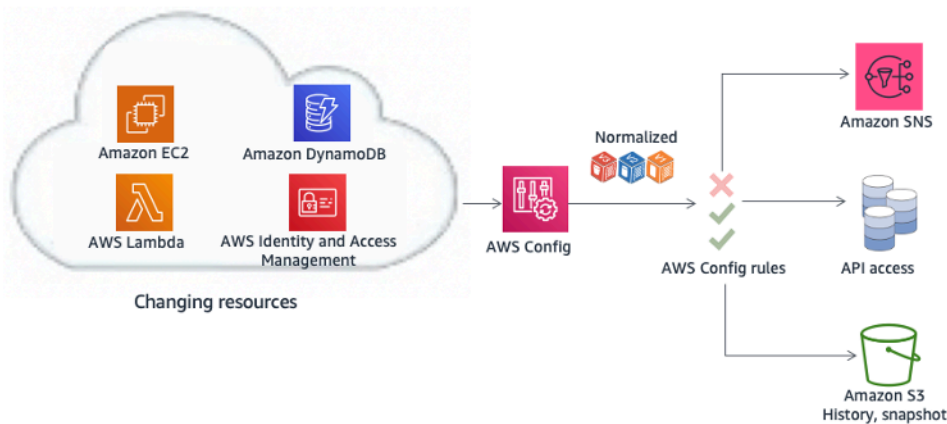 Amazon EC2
Amazon DynamoDB
AWS Lambda
AWS Identity and Access
Management
Changing resources
AWS Config
Normalized
AWS Config rules
Amazon SNS
API access
Amazon S3
History, snapshot